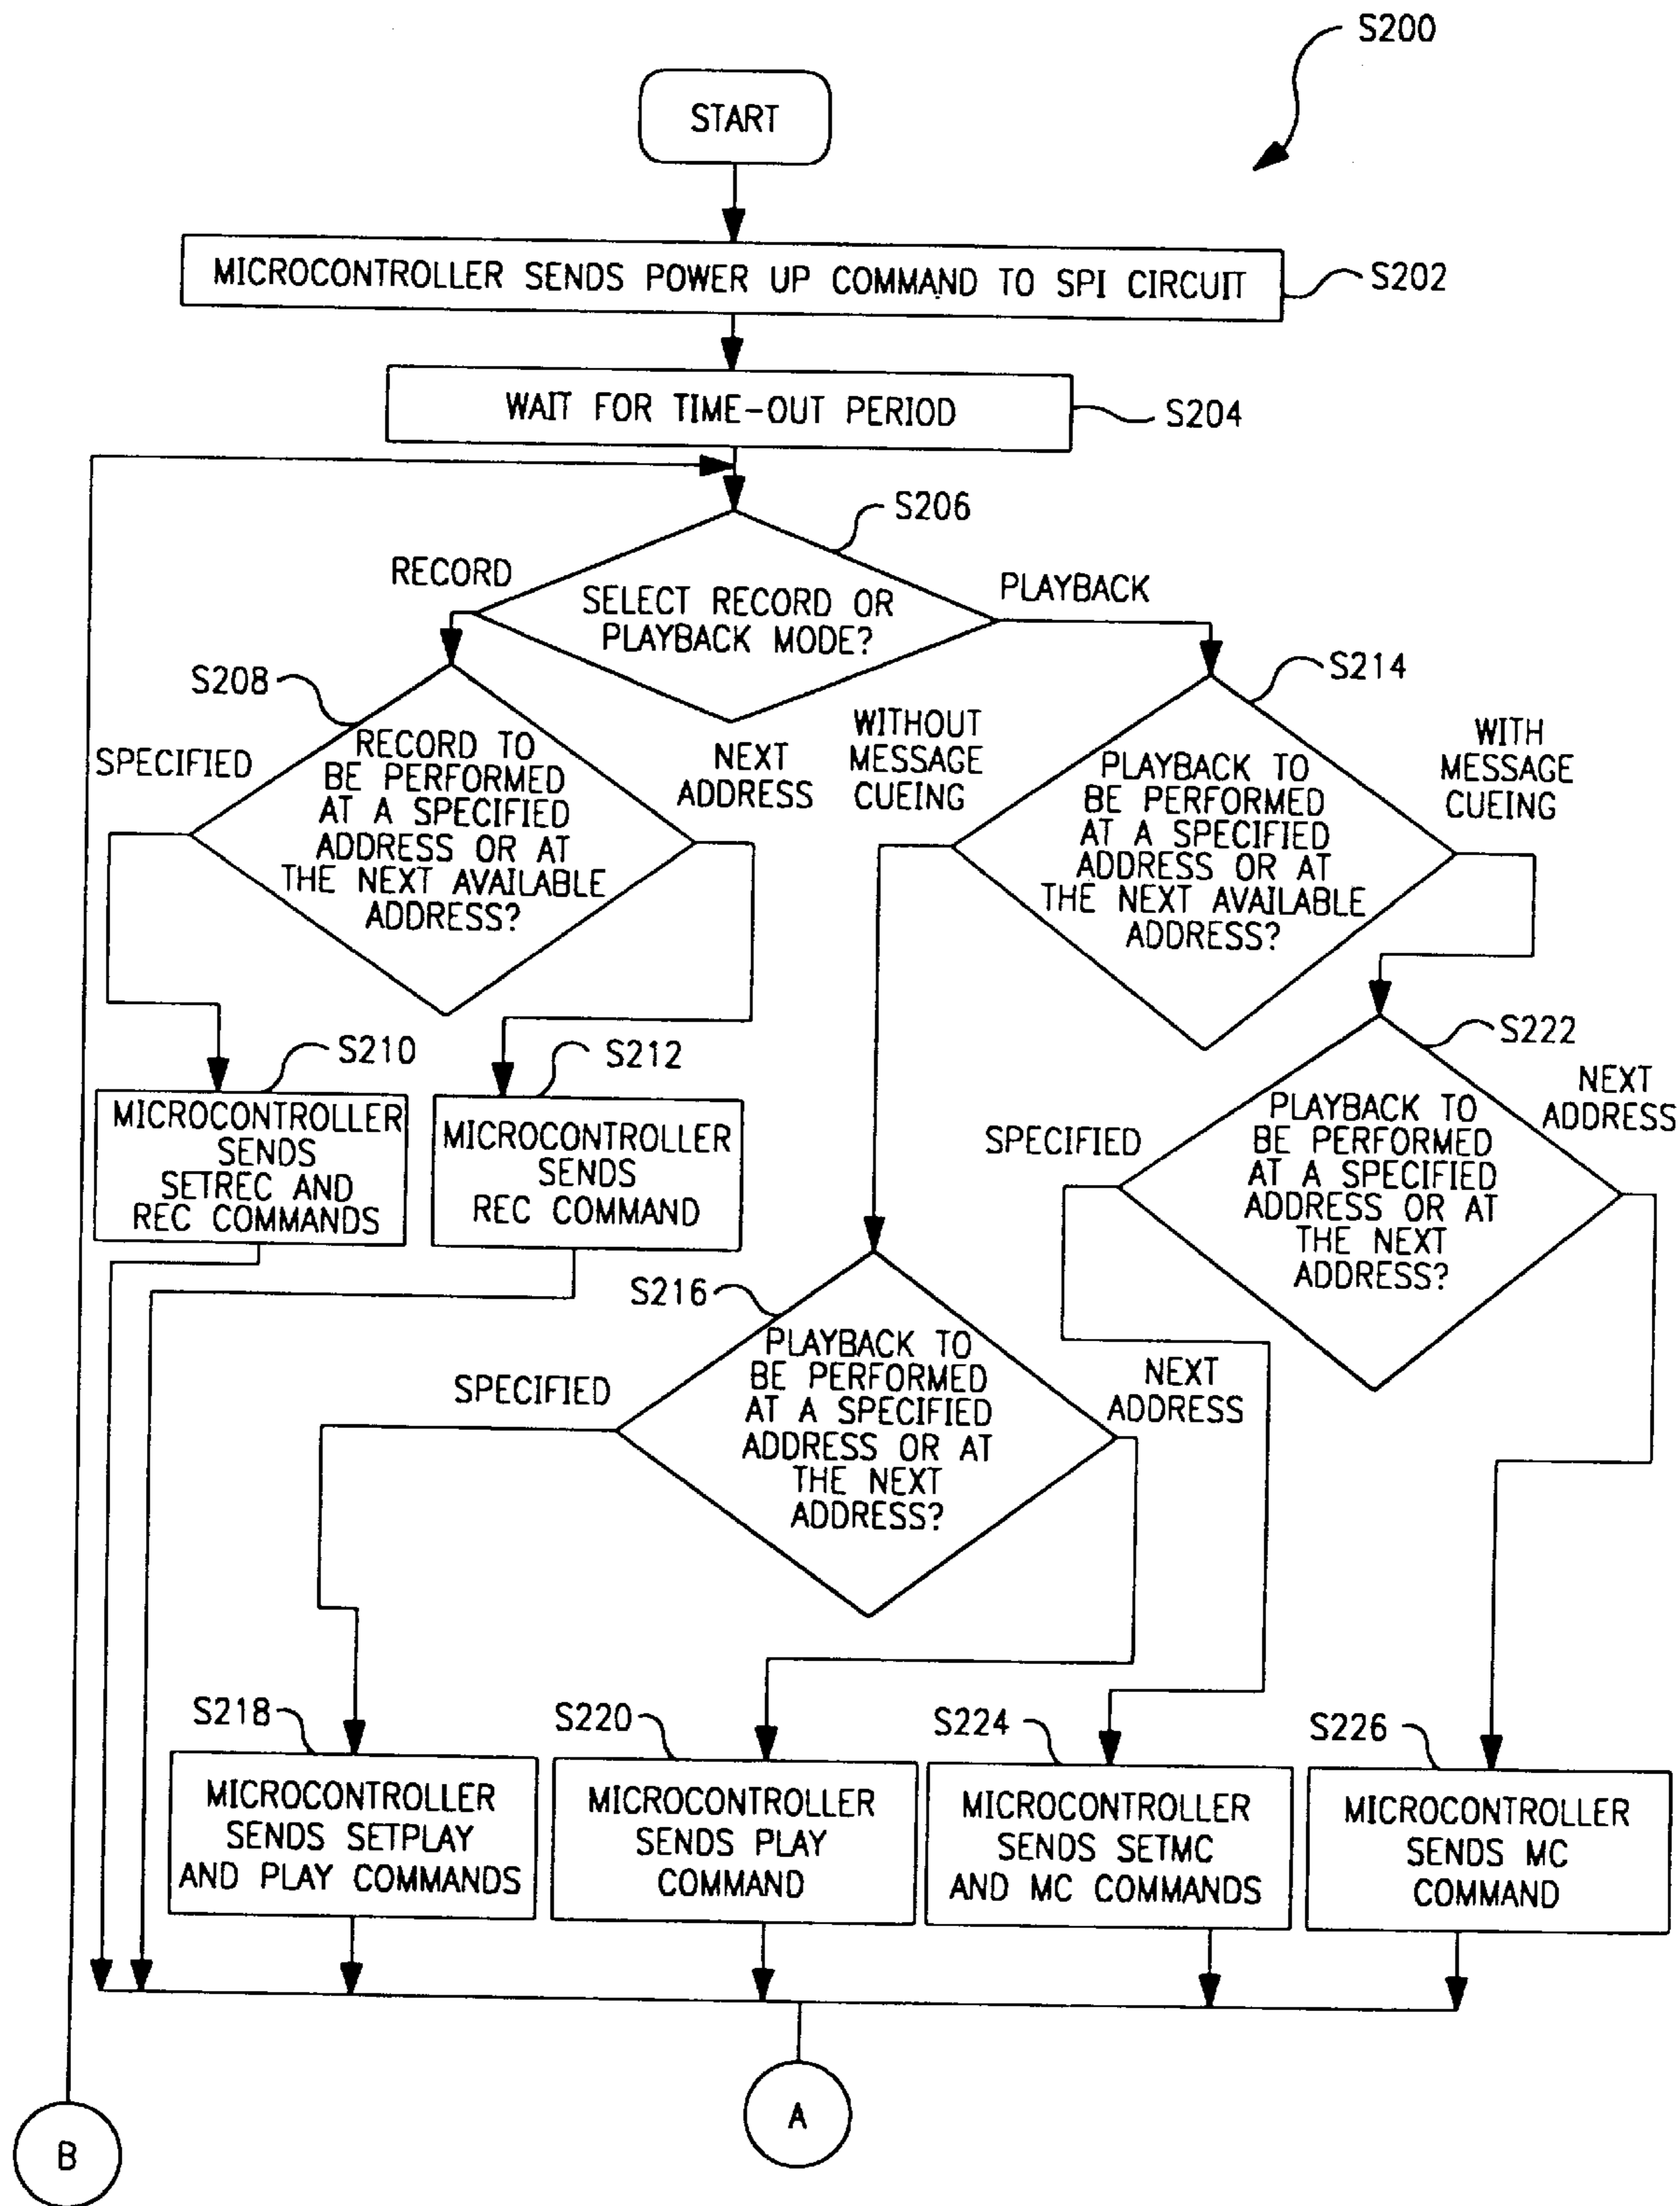 S200
START
MICROCONTROLLER SENDS POWER UP COMMAND TO SPI CIRCUIT
S202
WAIT FOR TIME-OUT PERIOD
S204
S206
RECORD
SELECT RECORD OR
PLAYBACK MODE?
PLAYBACK
S208
SPECIFIED
RECORD TO
BE PERFORMED
AT A SPECIFIED
ADDRESS OR AT
THE NEXT AVAILABLE
ADDRESS?
NEXT
ADDRESS
S214
WITHOUT
MESSAGE
CUEING
PLAYBACK TO
BE PERFORMED
AT A SPECIFIED
ADDRESS OR AT
THE NEXT AVAILABLE
ADDRESS?
WITH
MESSAGE
CUEING
S210
MICROCONTROLLER
SENDS
SETREC AND
REC COMMANDS
S212
MICROCONTROLLER
SENDS
REC COMMAND
S222
SPECIFIED
PLAYBACK TO
BE PERFORMED
AT A SPECIFIED
ADDRESS OR AT
THE NEXT
ADDRESS?
NEXT
ADDRESS
S216
SPECIFIED
PLAYBACK TO
BE PERFORMED
AT A SPECIFIED
ADDRESS OR AT
THE NEXT
ADDRESS?
NEXT
ADDRESS
S218
MICROCONTROLLER
SENDS SETPLAY
AND PLAY COMMANDS
S220
MICROCONTROLLER
SENDS PLAY
COMMAND
S224
MICROCONTROLLER
SENDS SETMC
AND MC COMMANDS
S226
MICROCONTROLLER
SENDS MC
COMMAND
A
B